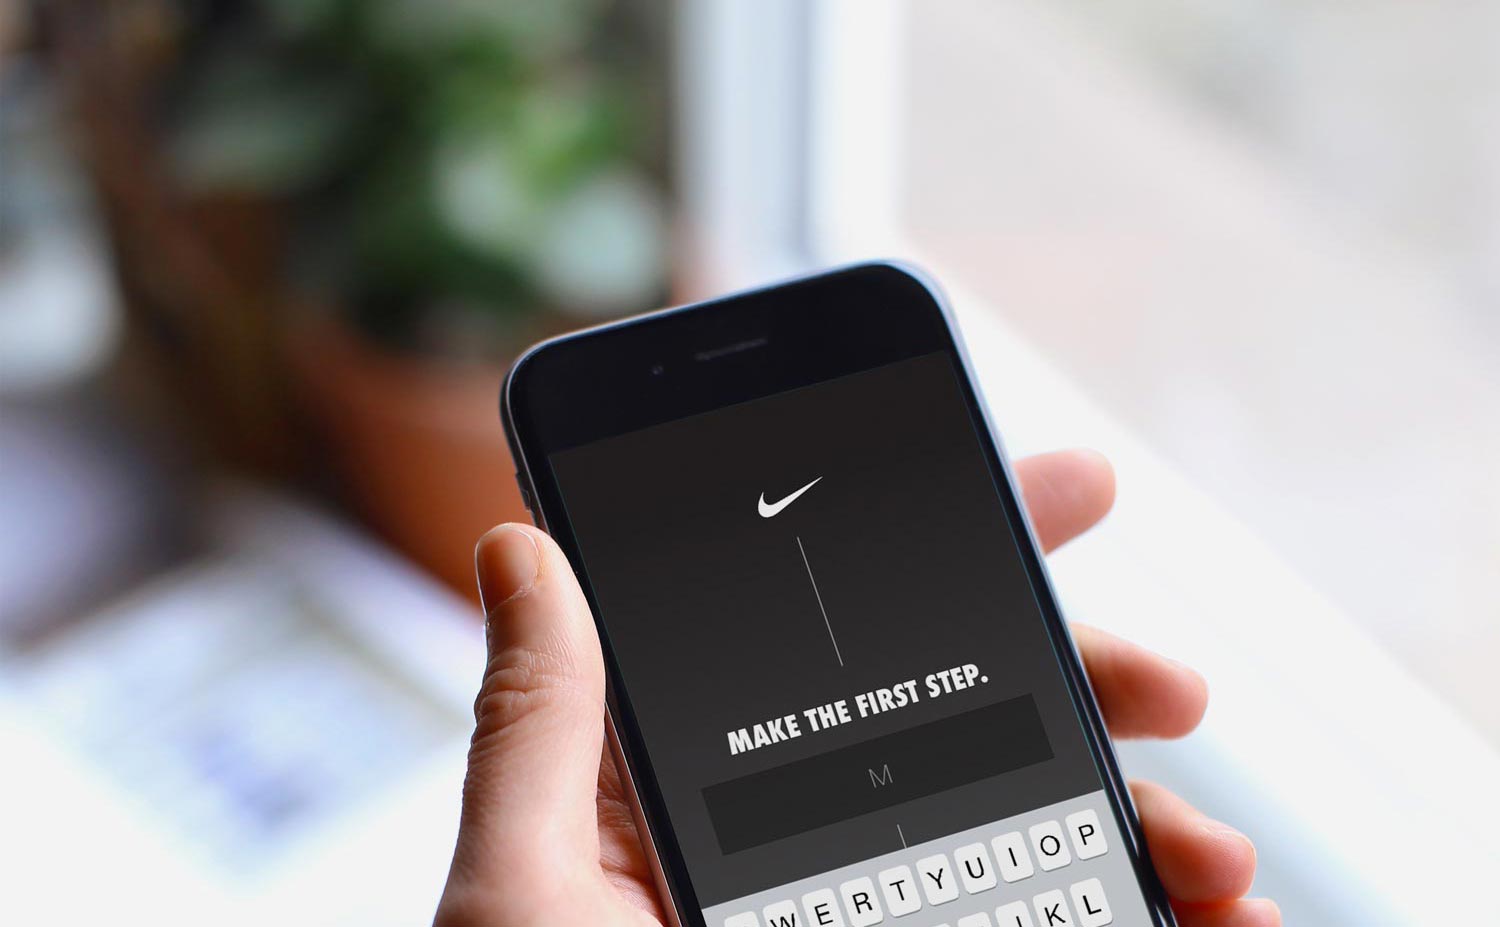 MAKE THE FIRST STEP.
M
W E R T Y U I O P
J K L